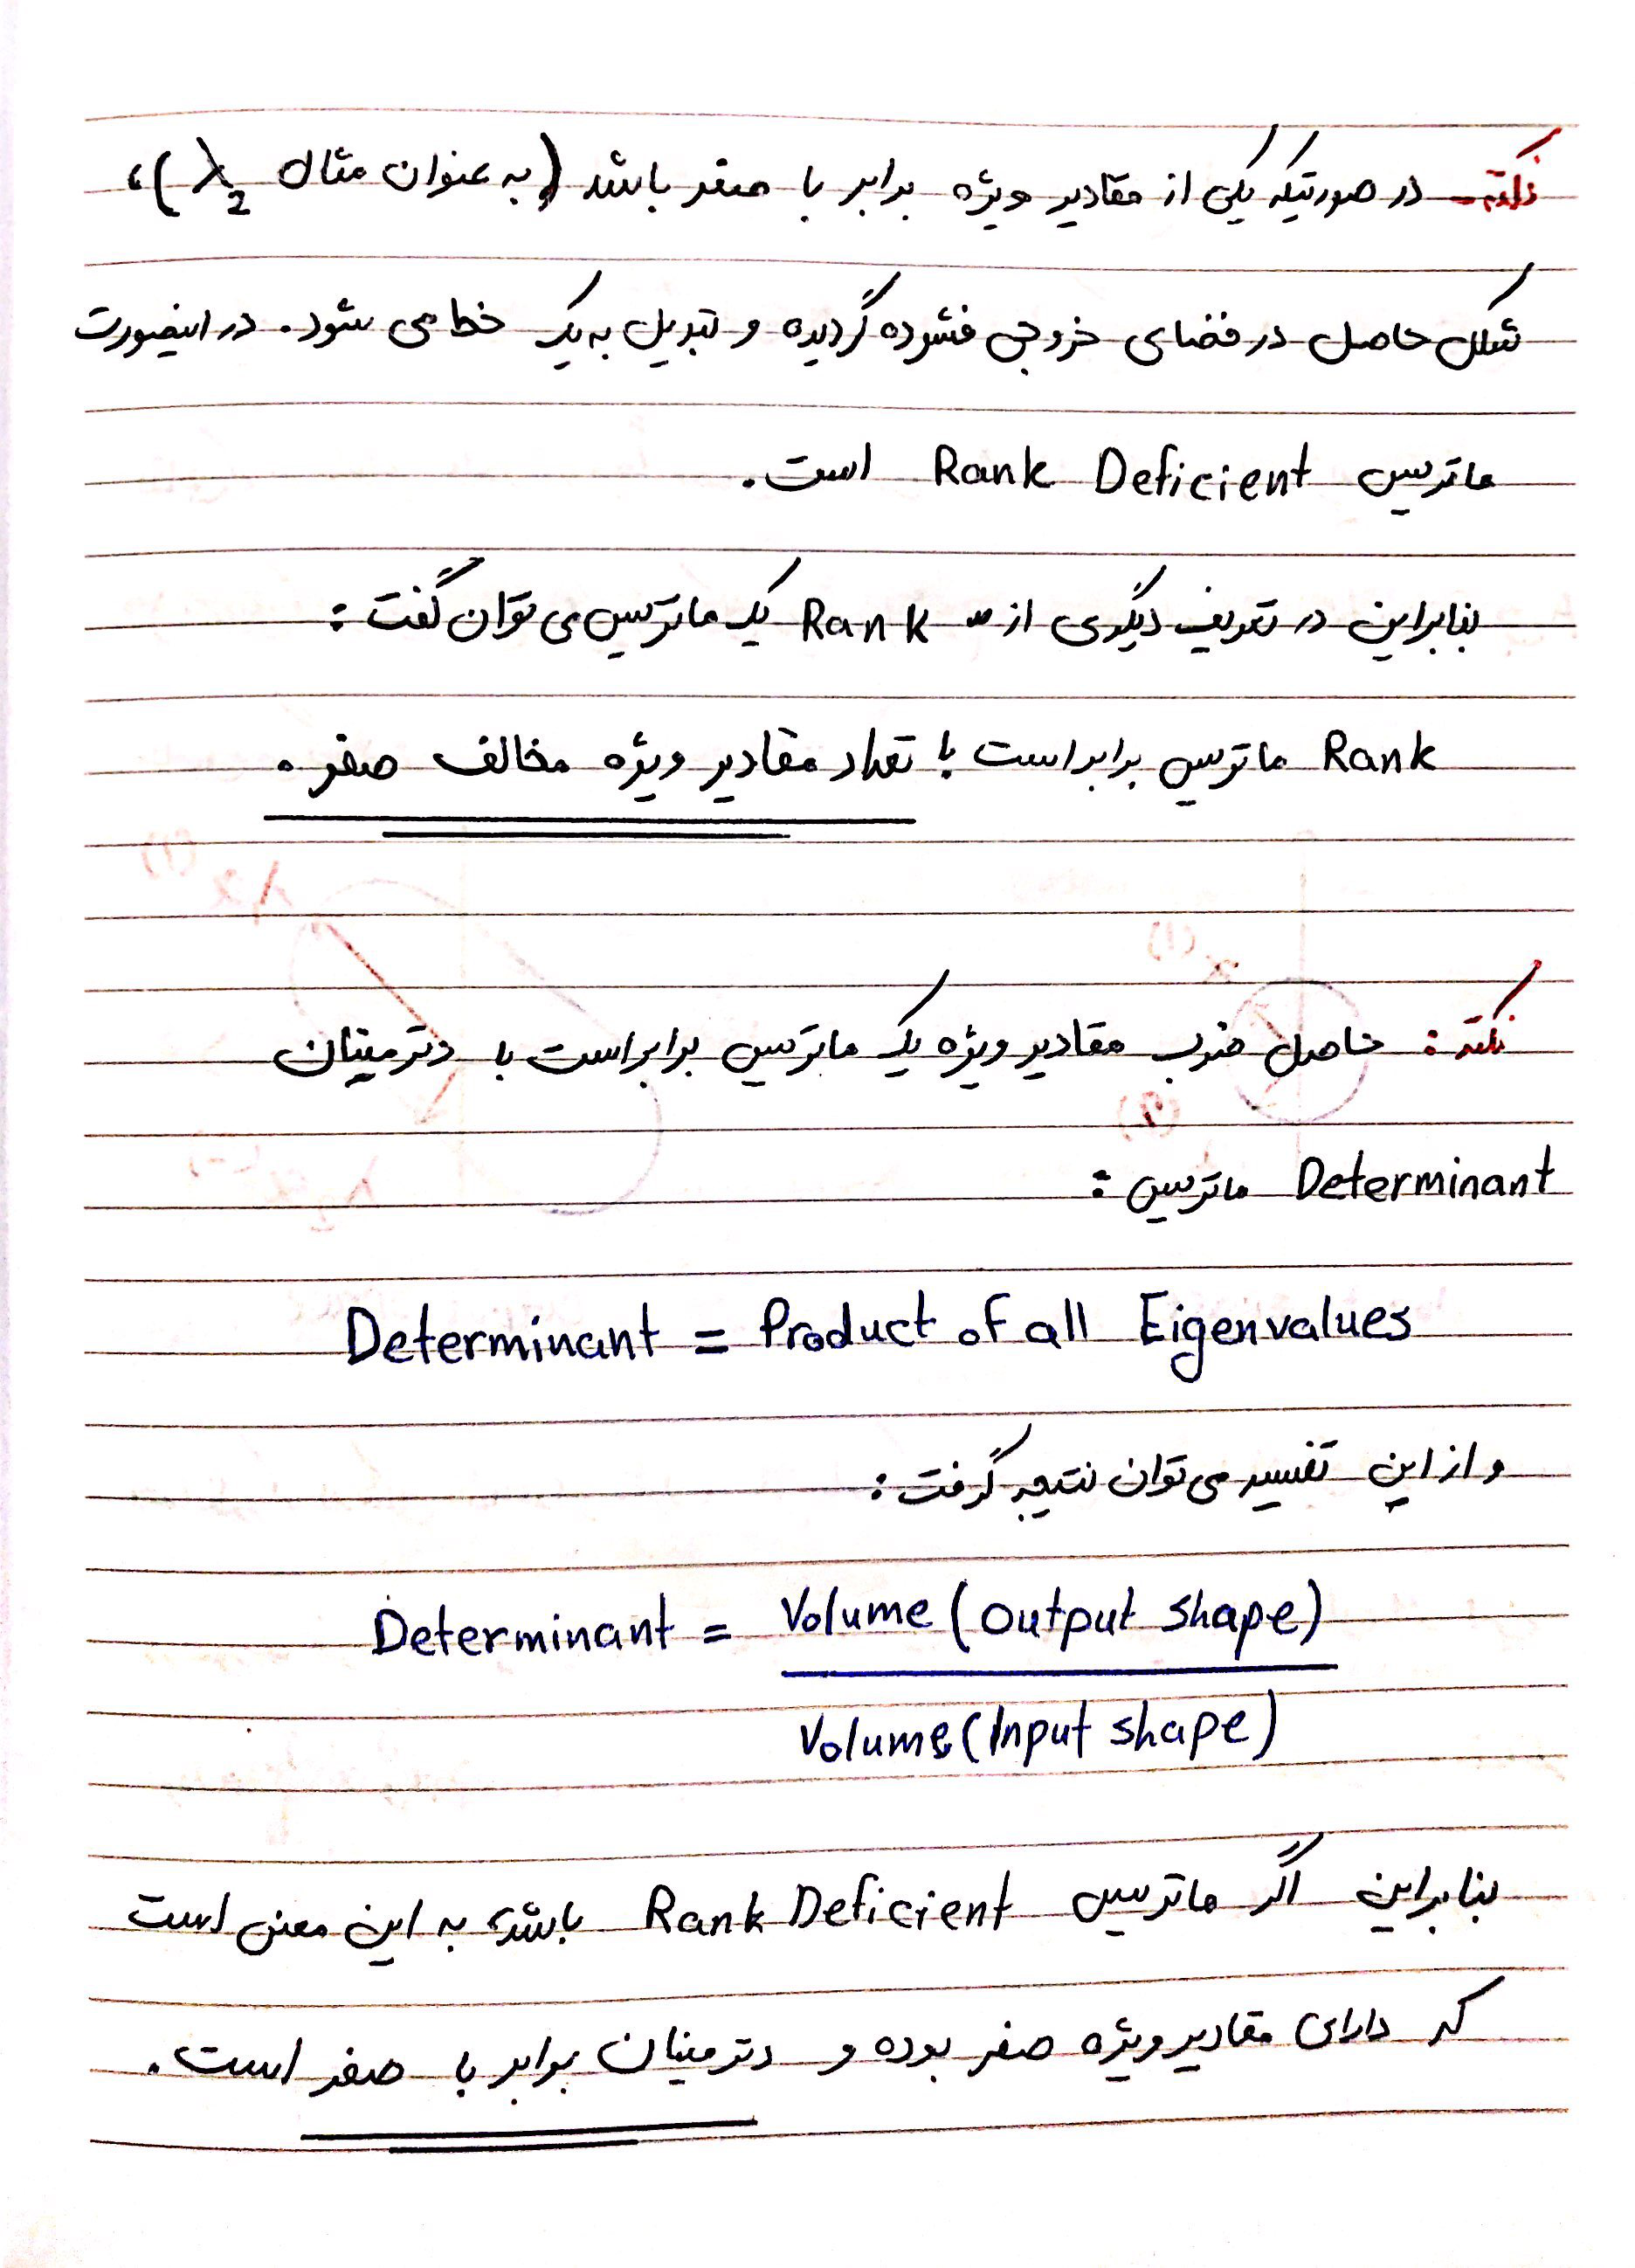 نکته - در صورتیکه یکی از مقادیر ویژه برابر با صفر باشد (به عنوان مثال λ₂)،
شکل حاصل در فضای خروجی فشرده گردیده و تبدیل به یک خط می شود. در اینصورت
ماتریس Rank Deficient است.
بنابراین در تعریف دیگری از Rank یک ماتریس می توان گفت:
Rank ماتریس برابر است با تعداد مقادیر ویژه مخالف صفر.
نکته: حاصل ضرب مقادیر ویژه یک ماتریس برابر است با دترمینان
Determinant ماتریس:
Determinant = Product of all Eigenvalues
و از این تفسیر می توان نتیجه گرفت:
Determinant = Volume (Output shape)
Volume (Input shape)
بنابراین اگر ماتریس Rank Deficient باشد، به این معنی است
که دارای مقادیر ویژه صفر بوده و دترمینان برابر با صفر است.